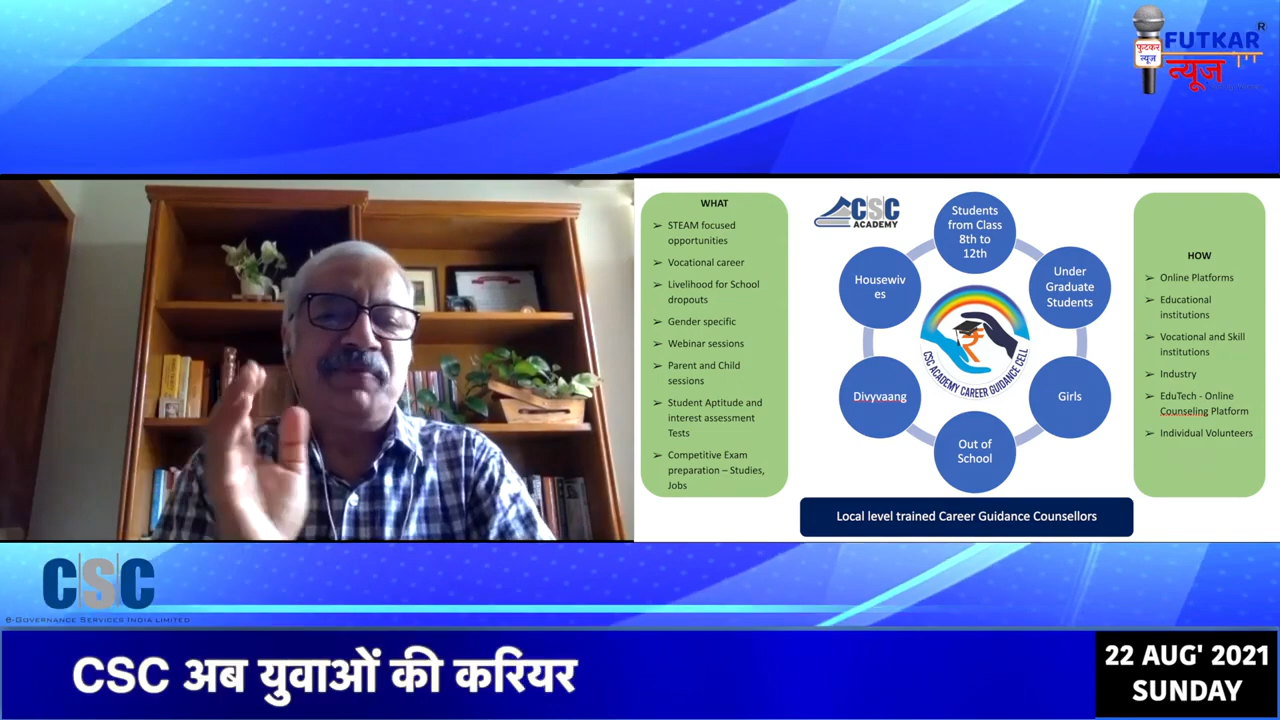 FUTKAR
R
फुटकर
न्यूज
न्यूज
WHAT
➢ STEAM focused
opportunities
➢ Vocational career
➢ Livelihood for School
dropouts
➢ Gender specific
➢ Webinar sessions
➢ Parent and Child
sessions
➢ Student Aptitude and
interest assessment
Tests
➢ Competitive Exam
preparation – Studies,
Jobs
CSC
ACADEMY
Students
from Class
8th to
12th
Under
Graduate
Students
Girls
Out of
School
Divyvaang
Housewiv
es
CSC ACADEMY CAREER GUIDANCE CELL
Local level trained Career Guidance Counsellors
HOW
➢ Online Platforms
➢ Educational
institutions
➢ Vocational and Skill
institutions
➢ Industry
➢ EduTech - Online
Counseling Platform
➢ Individual Volunteers
CSC
e-Governance Services India Limited
CSC अब युवाओं की करियर
22 AUG' 2021
SUNDAY